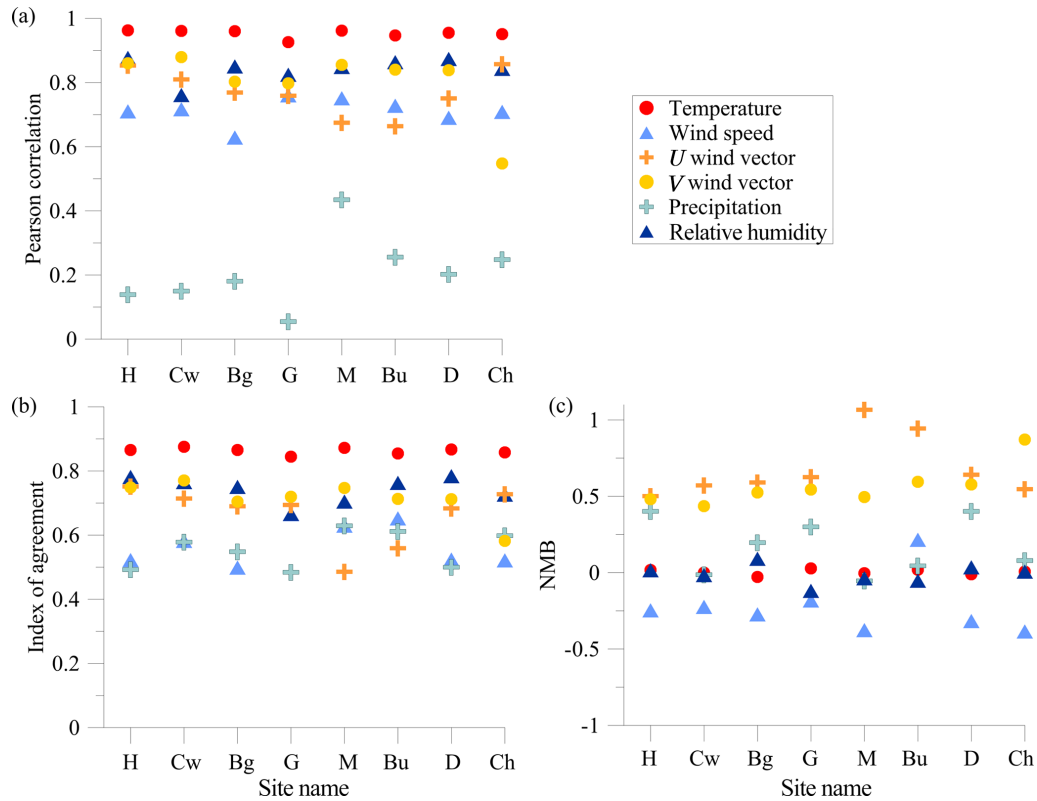 (a)
Pearson correlation
1
0.8
0.6
0.4
0.2
0
H Cw Bg G M Bu D Ch
Temperature
Wind speed
U wind vector
V wind vector
Precipitation
Relative humidity
(b)
Index of agreement
1
0.8
0.6
0.4
0.2
0
H Cw Bg G M Bu D Ch
Site name
(c)
NMB
1
0.5
0
-0.5
-1
H Cw Bg G M Bu D Ch
Site name